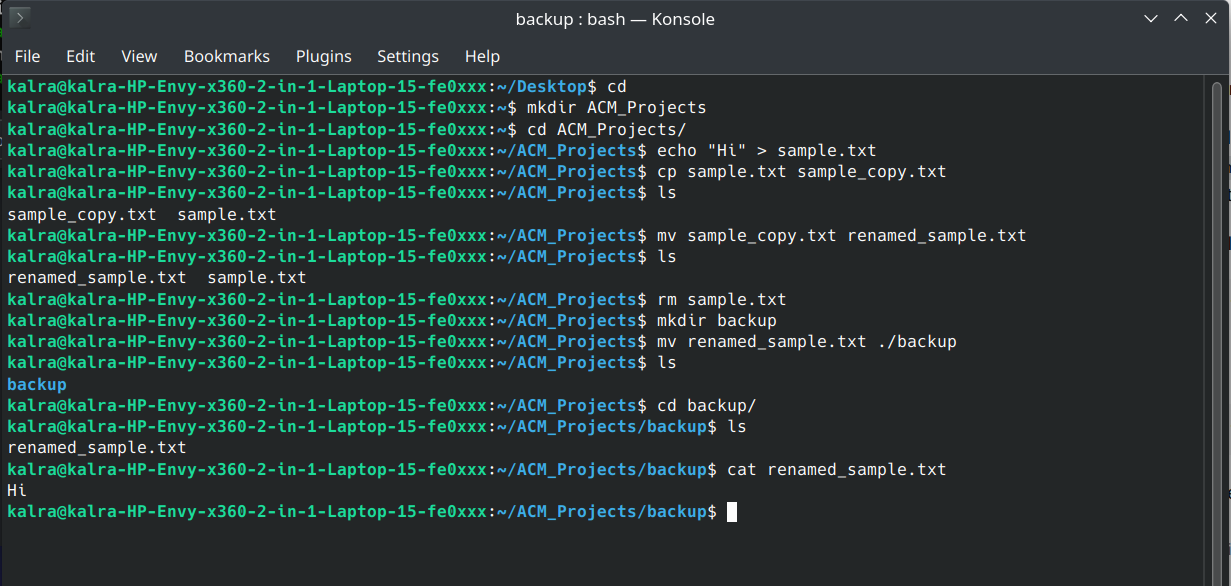 backup : bash — Konsole
File Edit View Bookmarks Plugins Settings Help
kalra@kalra-HP-Envy-x360-2-in-1-Laptop-15-fe0xxx:~/Desktop$ cd
kalra@kalra-HP-Envy-x360-2-in-1-Laptop-15-fe0xxx:~$ mkdir ACM_Projects
kalra@kalra-HP-Envy-x360-2-in-1-Laptop-15-fe0xxx:~$ cd ACM_Projects/
kalra@kalra-HP-Envy-x360-2-in-1-Laptop-15-fe0xxx:~/ACM_Projects$ echo "Hi" > sample.txt
kalra@kalra-HP-Envy-x360-2-in-1-Laptop-15-fe0xxx:~/ACM_Projects$ cp sample.txt sample_copy.txt
kalra@kalra-HP-Envy-x360-2-in-1-Laptop-15-fe0xxx:~/ACM_Projects$ ls
sample_copy.txt  sample.txt
kalra@kalra-HP-Envy-x360-2-in-1-Laptop-15-fe0xxx:~/ACM_Projects$ mv sample_copy.txt renamed_sample.txt
kalra@kalra-HP-Envy-x360-2-in-1-Laptop-15-fe0xxx:~/ACM_Projects$ ls
renamed_sample.txt  sample.txt
kalra@kalra-HP-Envy-x360-2-in-1-Laptop-15-fe0xxx:~/ACM_Projects$ rm sample.txt
kalra@kalra-HP-Envy-x360-2-in-1-Laptop-15-fe0xxx:~/ACM_Projects$ mkdir backup
kalra@kalra-HP-Envy-x360-2-in-1-Laptop-15-fe0xxx:~/ACM_Projects$ mv renamed_sample.txt ./backup
kalra@kalra-HP-Envy-x360-2-in-1-Laptop-15-fe0xxx:~/ACM_Projects$ ls
backup
kalra@kalra-HP-Envy-x360-2-in-1-Laptop-15-fe0xxx:~/ACM_Projects$ cd backup/
kalra@kalra-HP-Envy-x360-2-in-1-Laptop-15-fe0xxx:~/ACM_Projects/backup$ ls
renamed_sample.txt
kalra@kalra-HP-Envy-x360-2-in-1-Laptop-15-fe0xxx:~/ACM_Projects/backup$ cat renamed_sample.txt
Hi
kalra@kalra-HP-Envy-x360-2-in-1-Laptop-15-fe0xxx:~/ACM_Projects/backup$